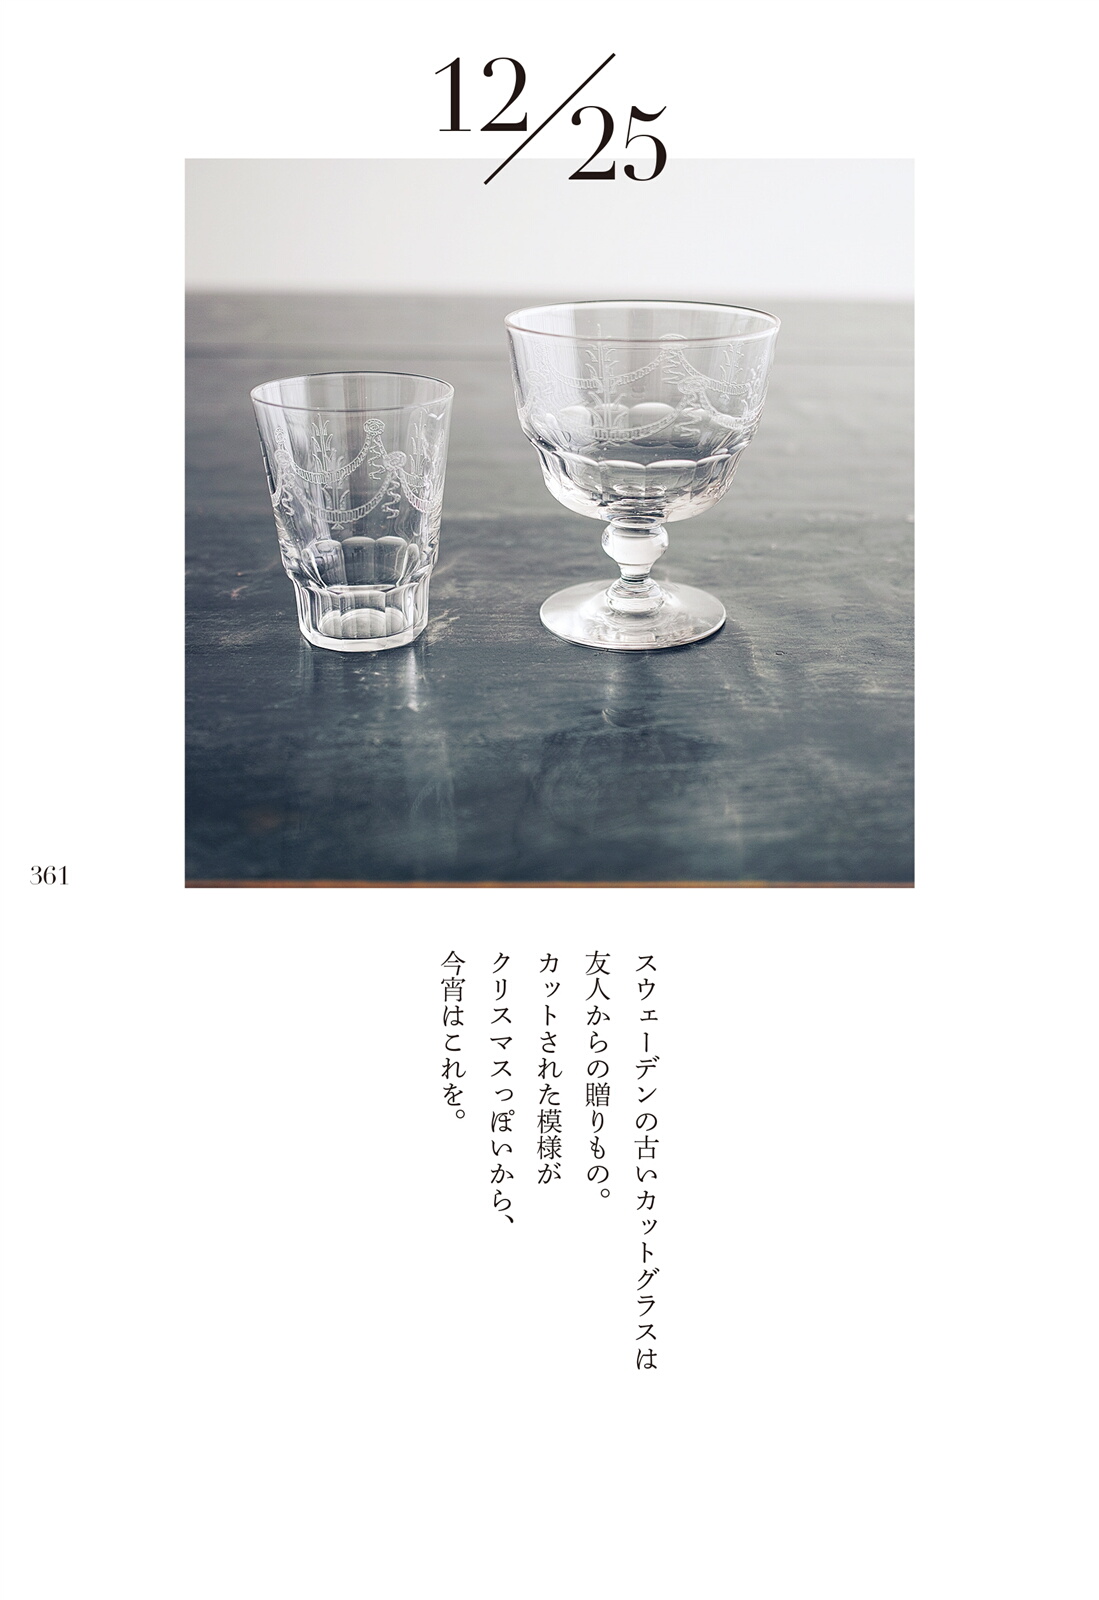 12/25
スウェーデンの古いカットグラスは
友人からの贈りもの。
カットされた模様が
クリスマスっぽいから、
今宵はこれを。
361